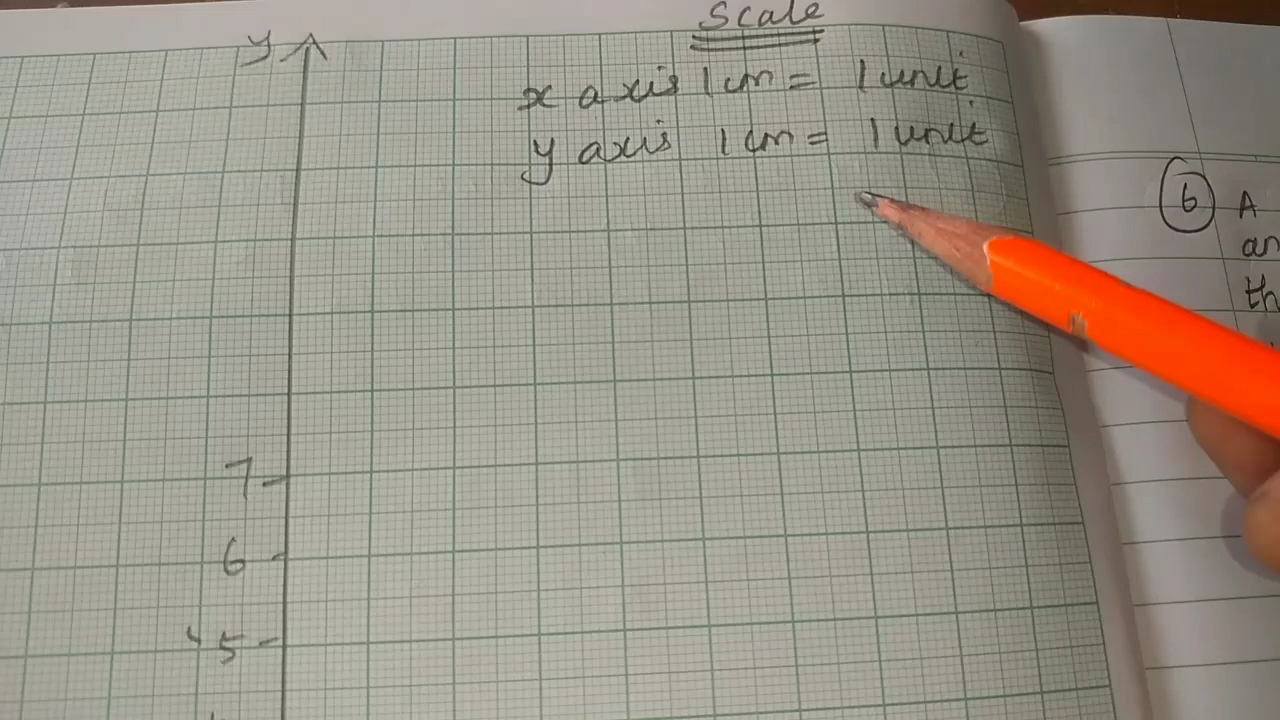 Scale
y
x axis 1 cm = 1 unit
y axis 1 cm = 1 unit
7
6
5
6 A
an
th